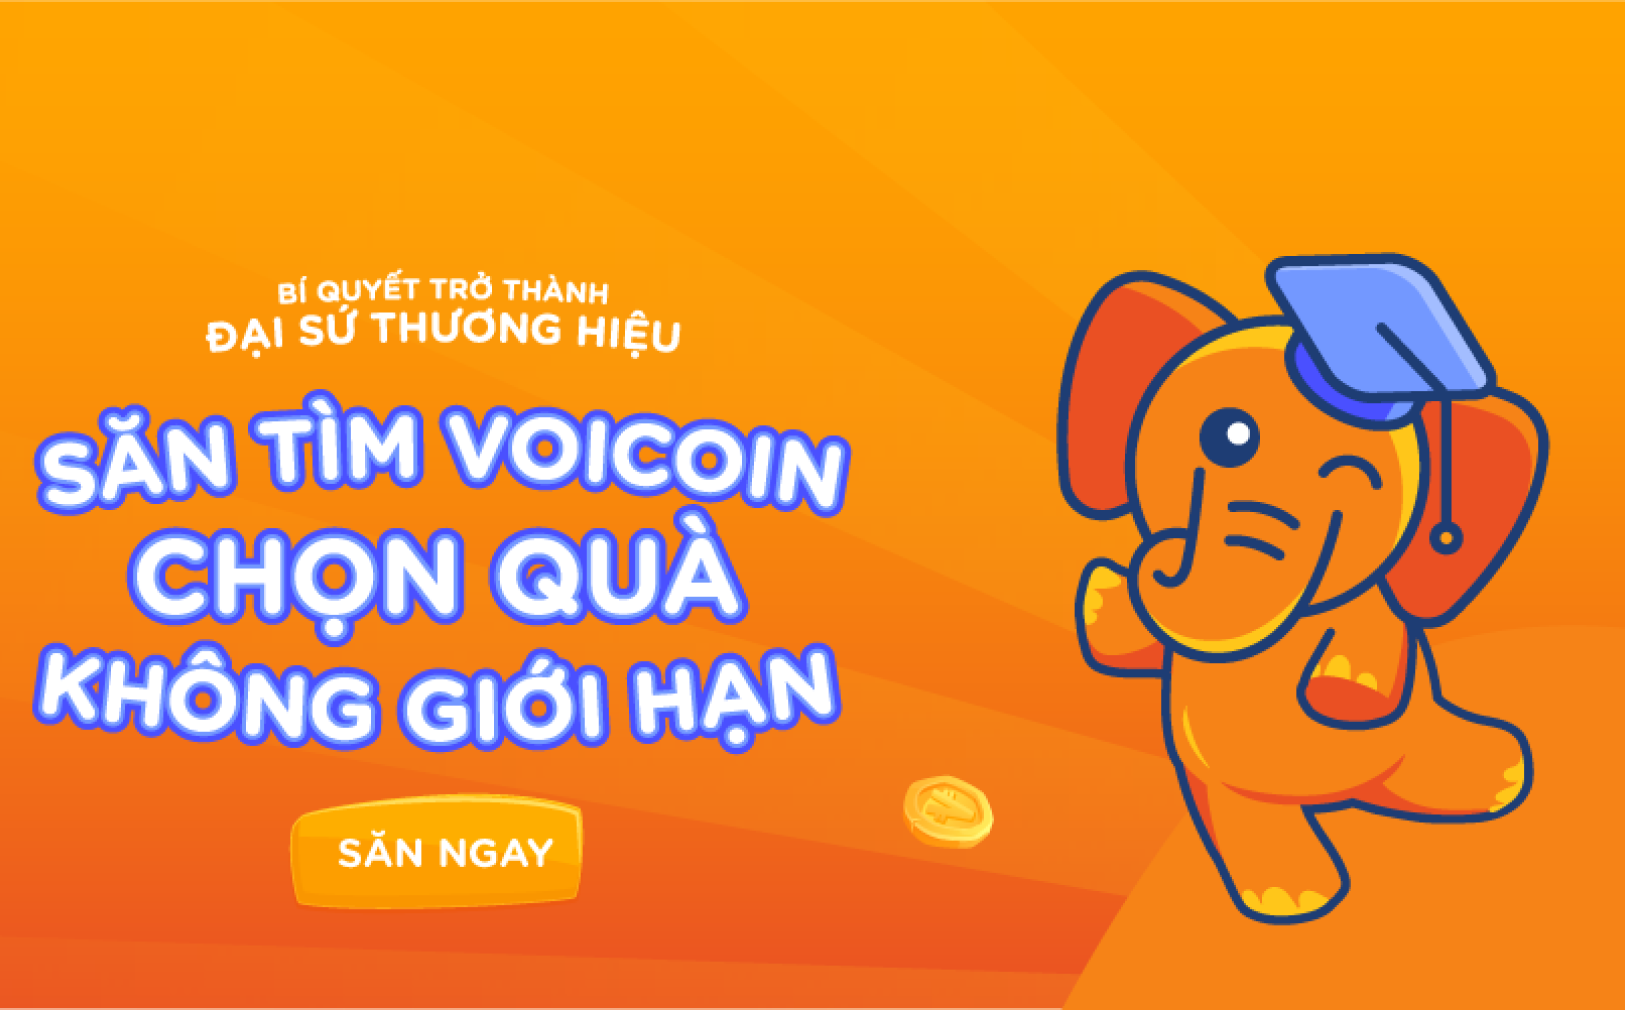 BÍ QUYẾT TRỞ THÀNH
ĐẠI SỨ THƯƠNG HIỆU
SĂN TÌM VOICOIN
CHỌN QUÀ
KHÔNG GIỚI HẠN
SĂN NGAY